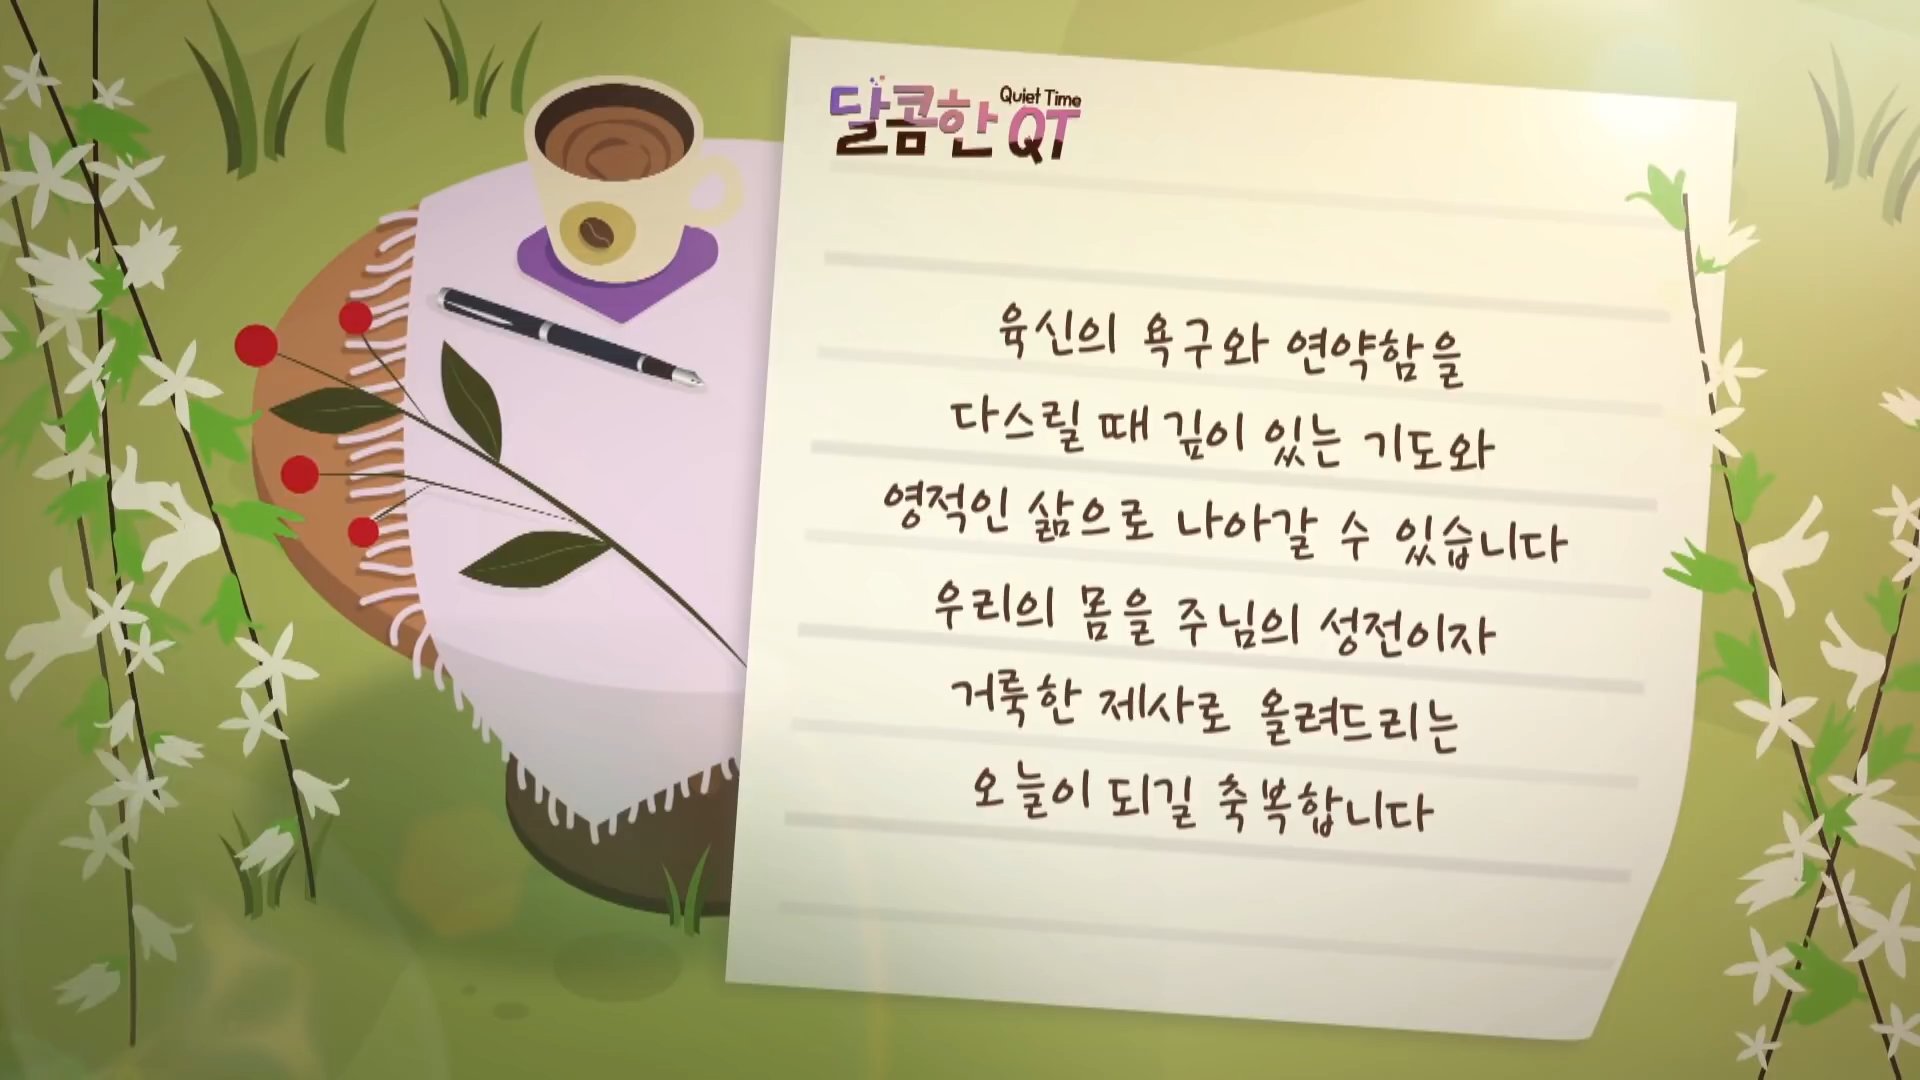 달콤한 QT
Quiet Time
육신의 욕구와 연약함을
다스릴 때 깊이 있는 기도와
영적인 삶으로 나아갈 수 있습니다
우리의 몸을 주님의 성전이자
거룩한 제사로 올려드리는
오늘이 되길 축복합니다